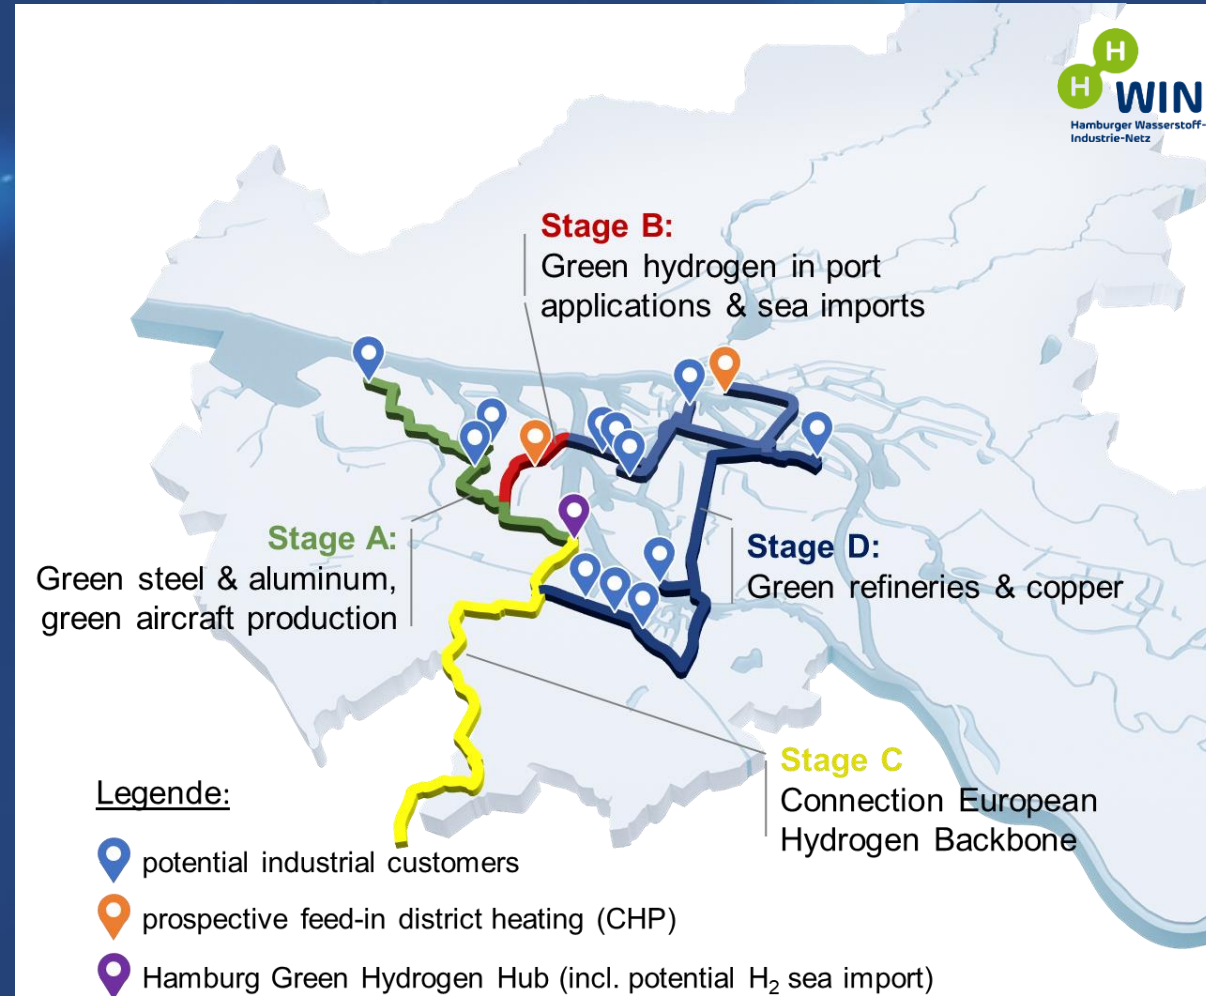 H
H
WIN
Hamburger Wasserstoff-
Industrie-Netz
Stage B:
Green hydrogen in port
applications & sea imports
Stage A:
Green steel & aluminum,
green aircraft production
Stage D:
Green refineries & copper
Stage C
Connection European
Hydrogen Backbone
Legende:
potential industrial customers
prospective feed-in district heating (CHP)
Hamburg Green Hydrogen Hub (incl. potential H₂ sea import)